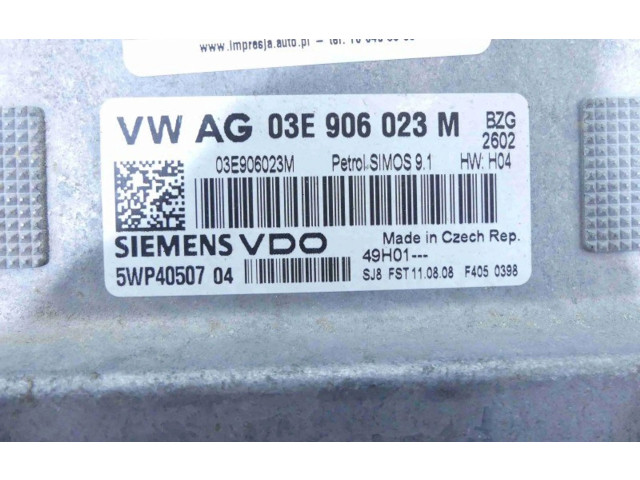 www.impresja.auto.pl - tel.
VW AG 03E 906 023 M
BZG
2602
03E906023M Petrol SIMOS 9.1 HW: H04
SIEMENS VDO Made in Czech Rep.
5WP40507 04 49H01---
SJ8 FST 11.08.08 F405 0398